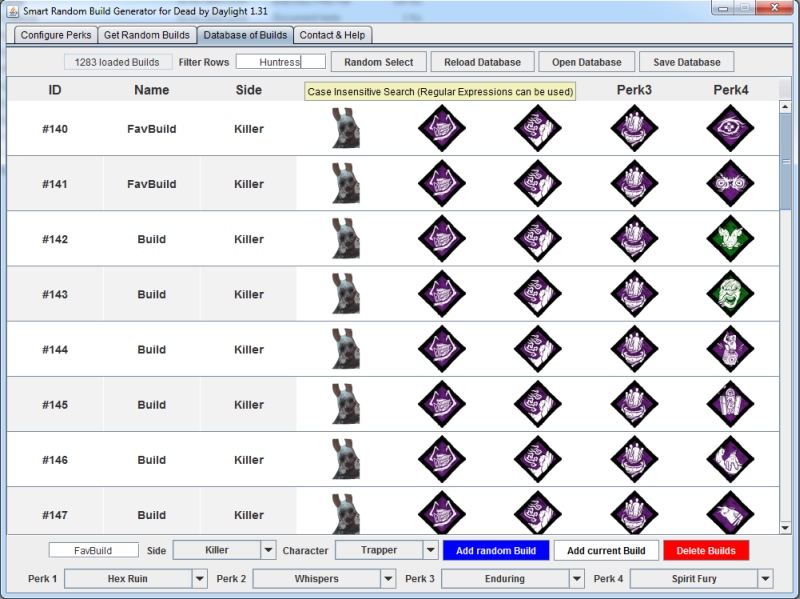 Smart Random Build Generator for Dead by Daylight 1.31
Configure Perks Get Random Builds Database of Builds Contact & Help
1283 loaded Builds Filter Rows Huntress Random Select Reload Database Open Database Save Database
ID Name Side Case Insensitive Search (Regular Expressions can be used) Perk3 Perk4
#140 FavBuild Killer
#141 FavBuild Killer
#142 Build Killer
#143 Build Killer
#144 Build Killer
#145 Build Killer
#146 Build Killer
#147 Build Killer
FavBuild Side Killer Character Trapper Add random Build Add current Build Delete Builds
Perk 1 Hex Ruin Perk 2 Whispers Perk 3 Enduring Perk 4 Spirit Fury